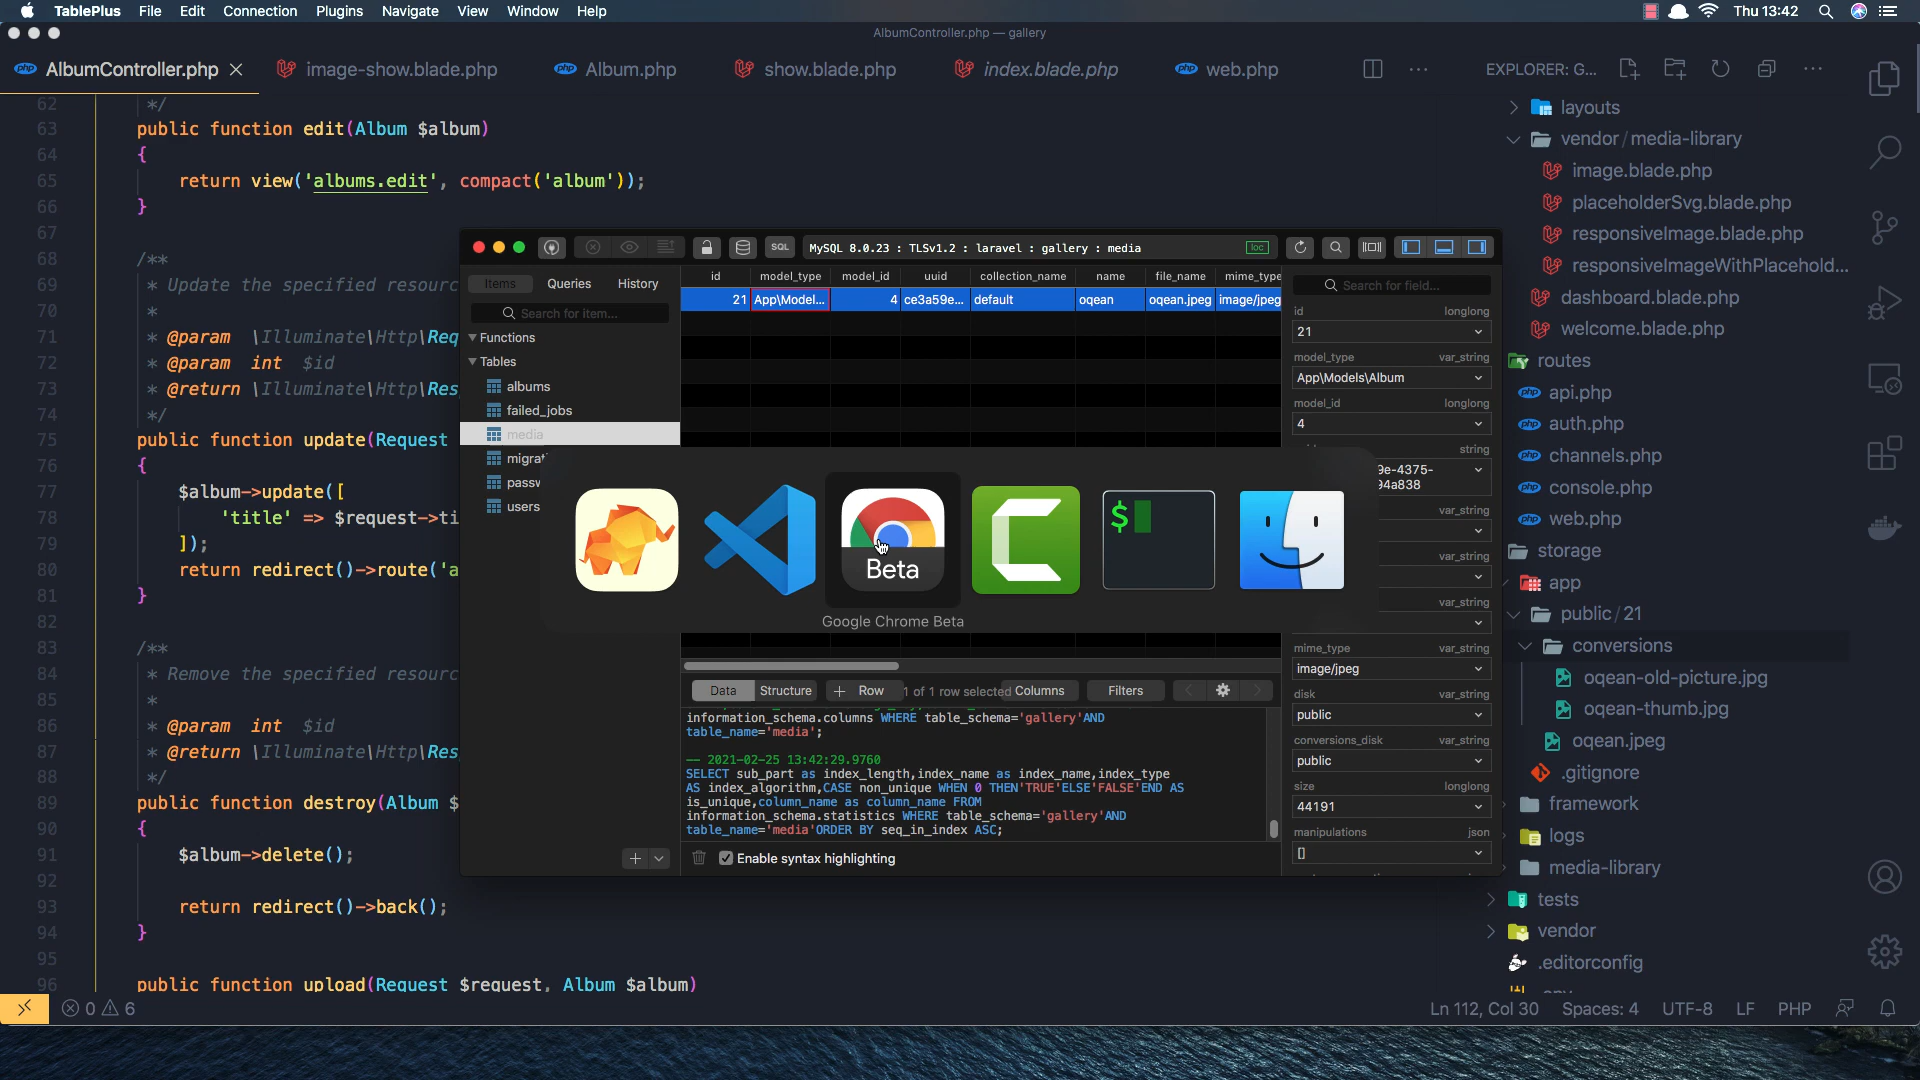 TablePlus File Edit Connection Plugins Navigate View Window Help Thu 13:42
AlbumController.php — gallery
AlbumController.php image-show.blade.php Album.php show.blade.php index.blade.php web.php
EXPLORER: G...
62 */
63 public function edit(Album $album)
64 {
65 return view('albums.edit', compact('album'));
66 }
67
68 /**
69 * Update the specified resourc
70 *
71 * @param \Illuminate\Http\Req
72 * @param int $id
73 * @return \Illuminate\Http\Res
74 */
75 public function update(Request
76 {
77 $album->update([
78 'title' => $request->ti
79 ]);
80 return redirect()->route('a
81 }
82
83 /**
84 * Remove the specified resourc
85 *
86 * @param int $id
87 * @return \Illuminate\Http\Res
88 */
89 public function destroy(Album $
90 {
91 $album->delete();
92
93 return redirect()->back();
94 }
95
96 public function upload(Request $request, Album $album)
SQL MySQL 8.0.23 : TLSv1.2 : laravel : gallery : media loc
Items Queries History
Search for item...
Functions
Tables
albums
failed_jobs
media
migrati
passw
users
id model_type model_id uuid collection_name name file_name mime_type
21 App\Model... 4 ce3a59e... default oqean oqean.jpeg image/jpeg
$
Beta
Google Chrome Beta
Data Structure + Row 1 of 1 row selected Columns Filters
information_schema.columns WHERE table_schema='gallery'AND
table_name='media';
-- 2021-02-25 13:42:29.9760
SELECT sub_part as index_length,index_name as index_name,index_type
AS index_algorithm,CASE non_unique WHEN 0 THEN'TRUE'ELSE'FALSE'END AS
is_unique,column_name as column_name FROM
information_schema.statistics WHERE table_schema='gallery'AND
table_name='media'ORDER BY seq_in_index ASC;
Enable syntax highlighting
Search for field...
id longlong
21
model_type var_string
App\Models\Album
model_id longlong
4
string
9e-4375-
94a838
var_string
var_string
var_string
mime_type var_string
image/jpeg
disk var_string
public
conversions_disk var_string
public
size longlong
44191
manipulations json
[]
layouts
vendor/media-library
image.blade.php
placeholderSvg.blade.php
responsiveImage.blade.php
responsiveImageWithPlacehold...
dashboard.blade.php
welcome.blade.php
routes
api.php
auth.php
channels.php
console.php
web.php
storage
app
public/21
conversions
oqean-old-picture.jpg
oqean-thumb.jpg
oqean.jpeg
.gitignore
framework
logs
media-library
tests
vendor
.editorconfig
0 6
Ln 112, Col 30 Spaces: 4 UTF-8 LF PHP